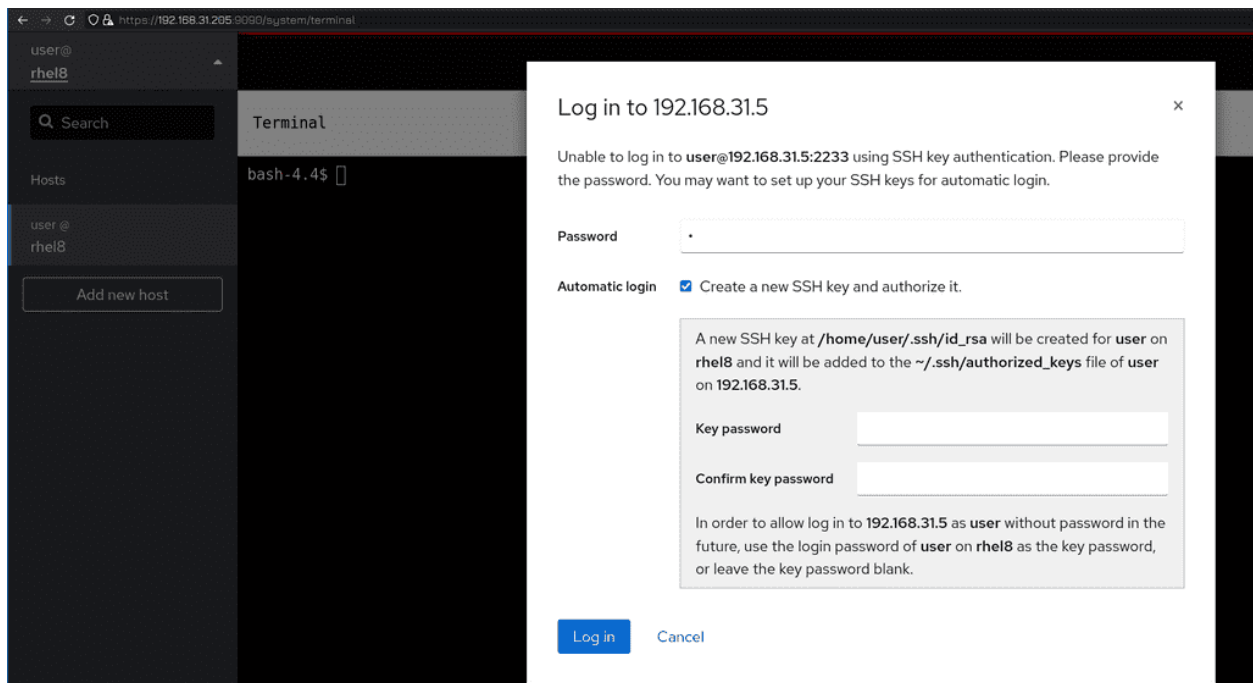 https://192.168.31.205:9090/system/terminal
user@
rhel8
Search
Hosts
user @
rhel8
Add new host
Terminal
bash-4.4$
Log in to 192.168.31.5
Unable to log in to user@192.168.31.5:2233 using SSH key authentication. Please provide
the password. You may want to set up your SSH keys for automatic login.
Password
Automatic login Create a new SSH key and authorize it.
A new SSH key at /home/user/.ssh/id_rsa will be created for user on
rhel8 and it will be added to the ~/.ssh/authorized_keys file of user
on 192.168.31.5.
Key password
Confirm key password
In order to allow log in to 192.168.31.5 as user without password in the
future, use the login password of user on rhel8 as the key password,
or leave the key password blank.
Log in Cancel